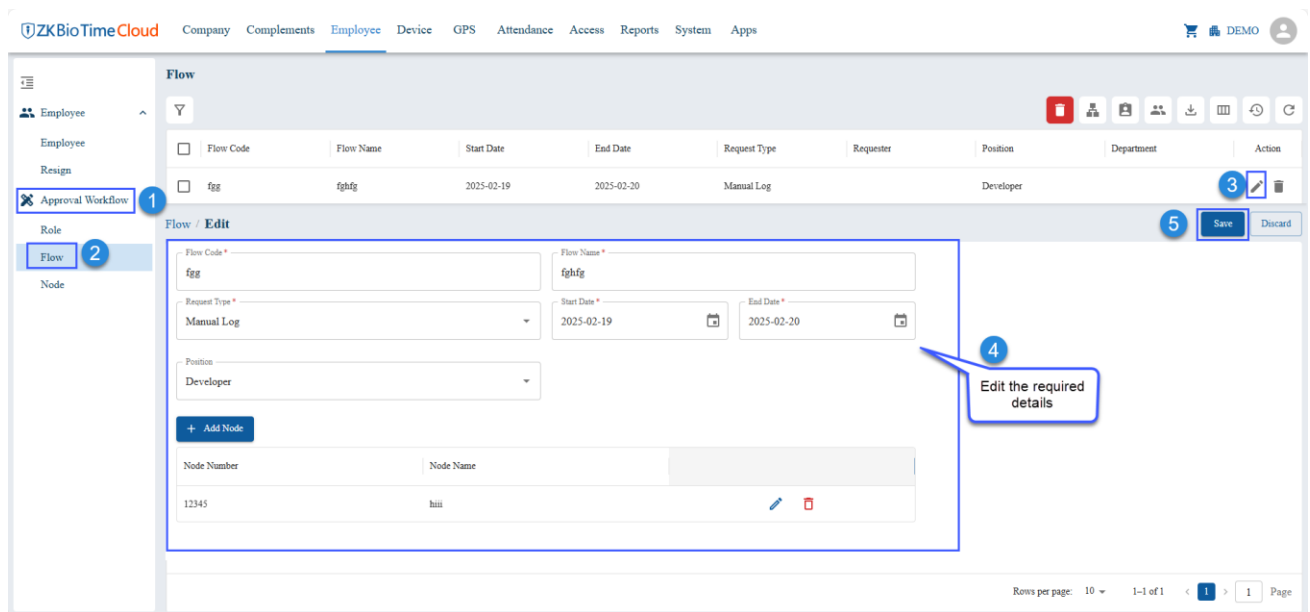 ZKBioTime Cloud Company Complements Employee Device GPS Attendance Access Reports System Apps DEMO
Flow
Employee
Employee
Resign
Approval Workflow 1
Role
Flow 2
Node
Flow Code Flow Name Start Date End Date Request Type Requester Position Department Action
fgg fghfg 2025-02-19 2025-02-20 Manual Log Developer 3
Flow / Edit 5 Save Discard
Flow Code * Flow Name *
fgg fghfg
Request Type * Start Date * End Date *
Manual Log 2025-02-19 2025-02-20
4
Edit the required
details
Position
Developer
+ Add Node
Node Number Node Name
12345 hiii
Rows per page: 10 1–1 of 1 < 1 > 1 Page